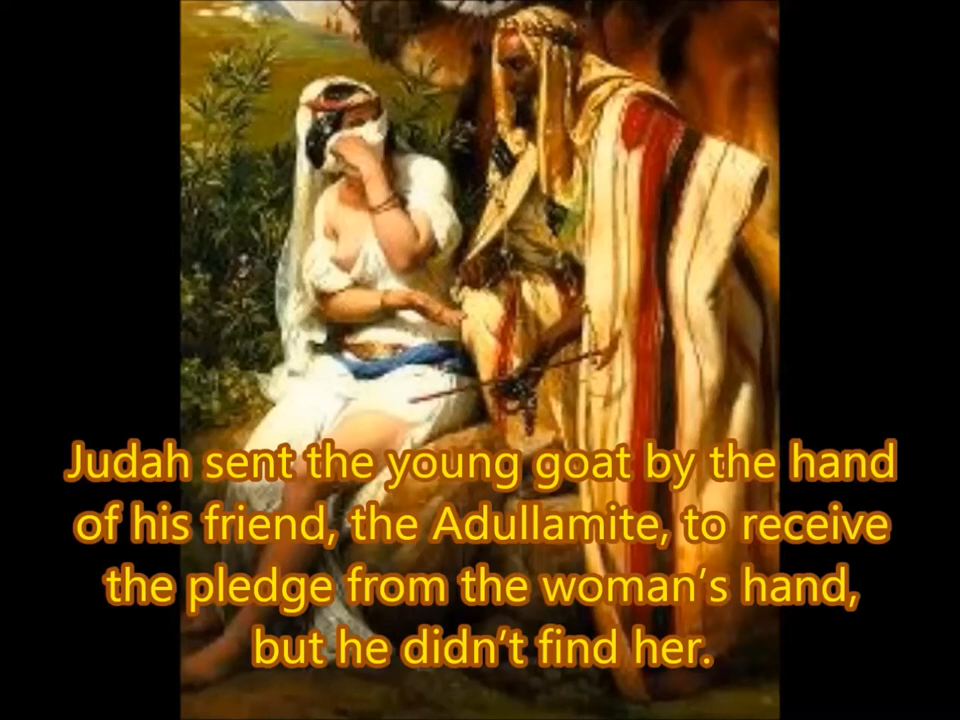 Judah sent the young goat by the hand
of his friend, the Adullamite, to receive
the pledge from the woman’s hand,
but he didn’t find her.